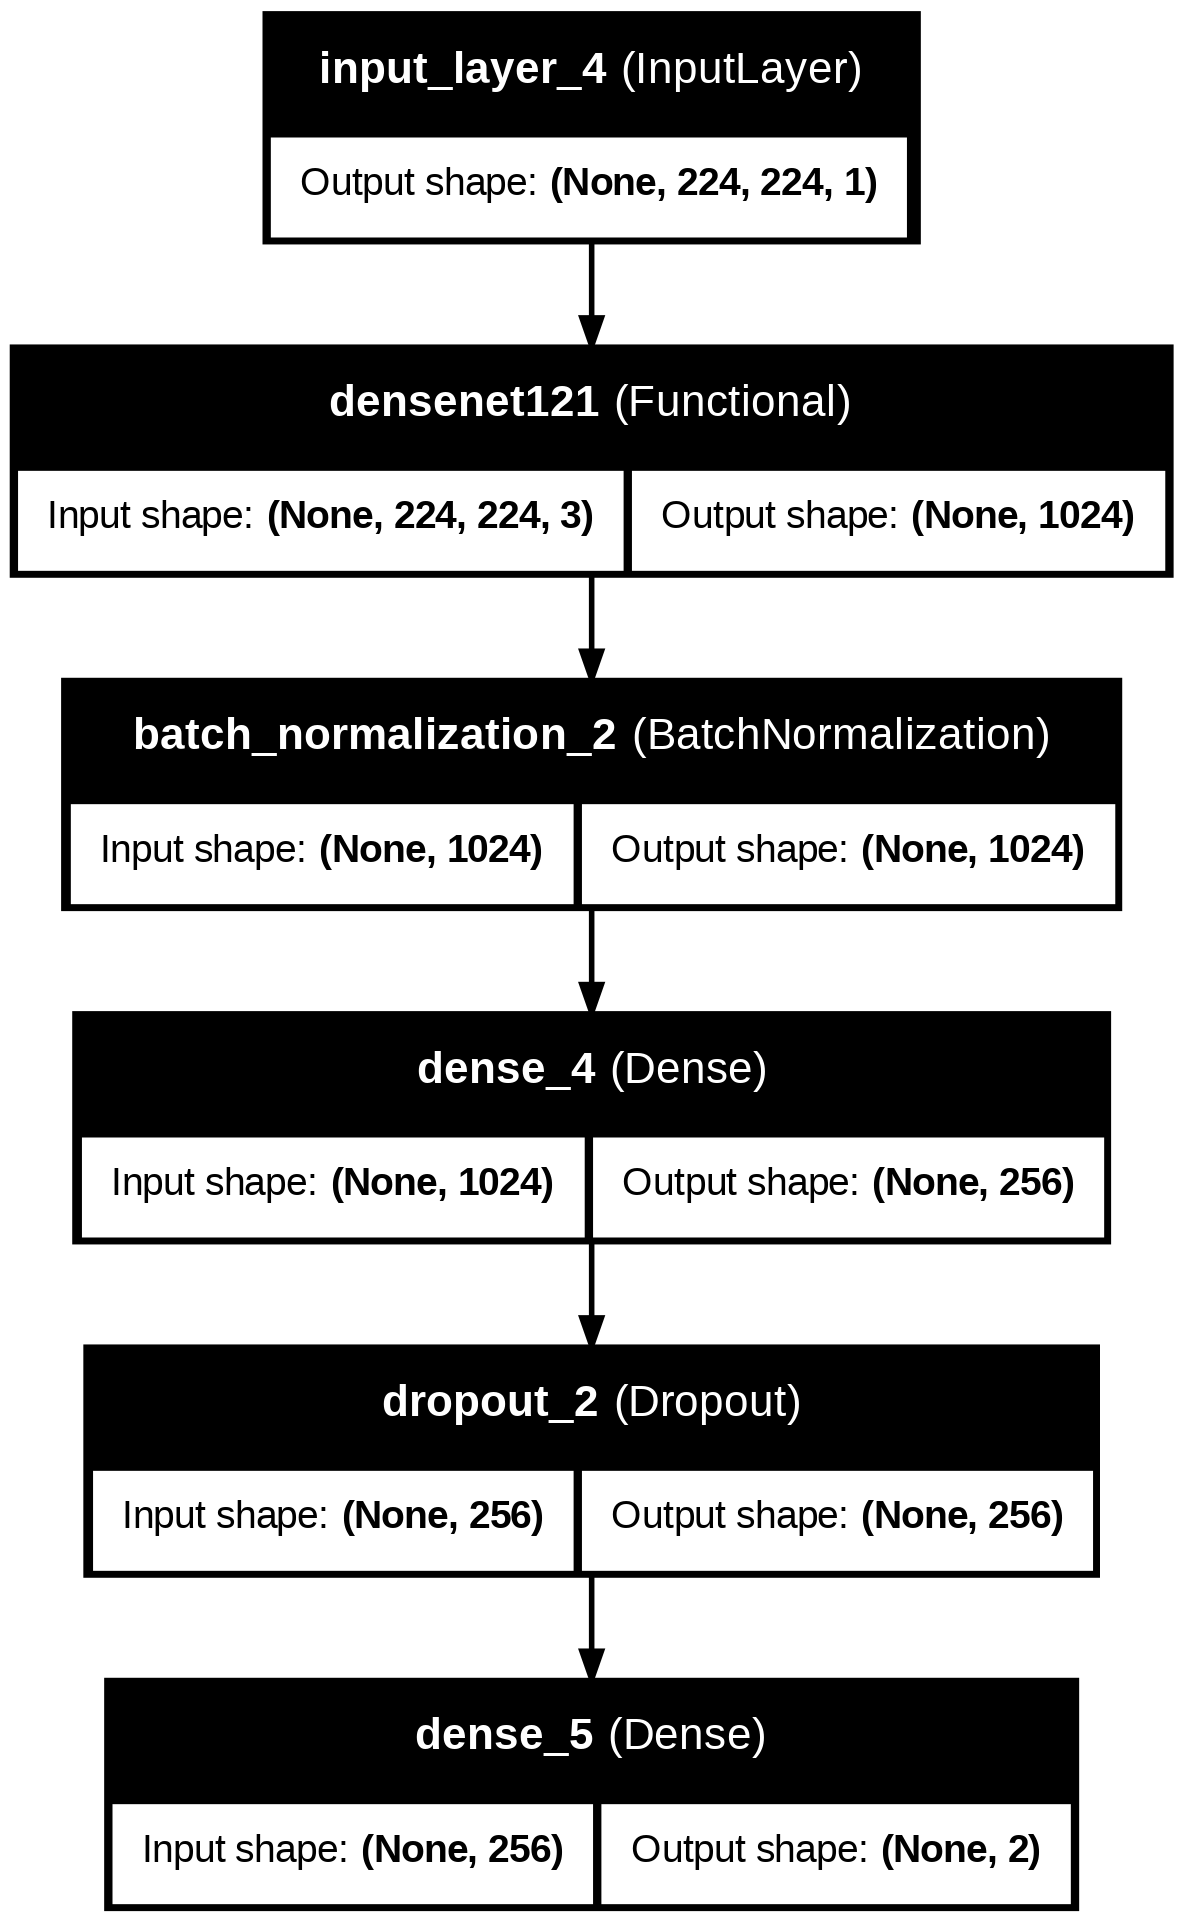 input_layer_4 (InputLayer)
Output shape: (None, 224, 224, 1)
densenet121 (Functional)
Input shape: (None, 224, 224, 3) Output shape: (None, 1024)
batch_normalization_2 (BatchNormalization)
Input shape: (None, 1024) Output shape: (None, 1024)
dense_4 (Dense)
Input shape: (None, 1024) Output shape: (None, 256)
dropout_2 (Dropout)
Input shape: (None, 256) Output shape: (None, 256)
dense_5 (Dense)
Input shape: (None, 256) Output shape: (None, 2)